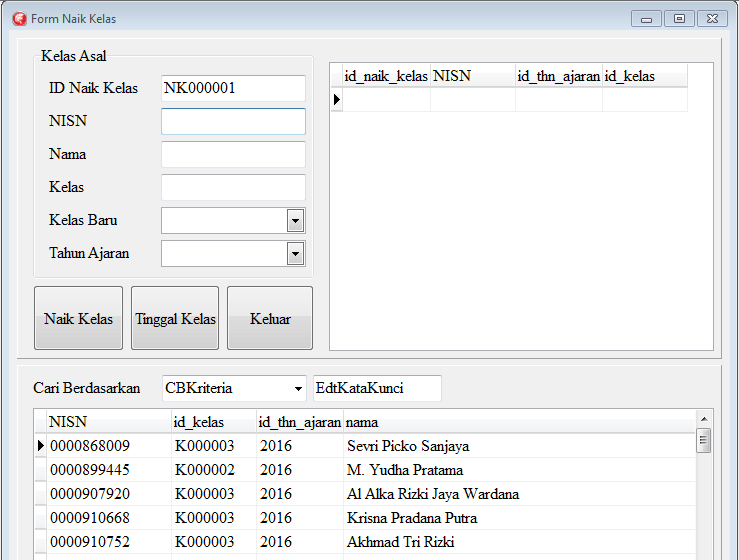 Form Naik Kelas
Kelas Asal
ID Naik Kelas NK000001
NISN
Nama
Kelas
Kelas Baru
Tahun Ajaran
Naik Kelas Tinggal Kelas Keluar
id_naik_kelas NISN id_thn_ajaran id_kelas
Cari Berdasarkan CBKriteria EdtKataKunci
NISN id_kelas id_thn_ajaran nama
0000868009 K000003 2016 Sevri Picko Sanjaya
0000899445 K000002 2016 M. Yudha Pratama
0000907920 K000003 2016 Al Alka Rizki Jaya Wardana
0000910668 K000003 2016 Krisna Pradana Putra
0000910752 K000003 2016 Akhmad Tri Rizki